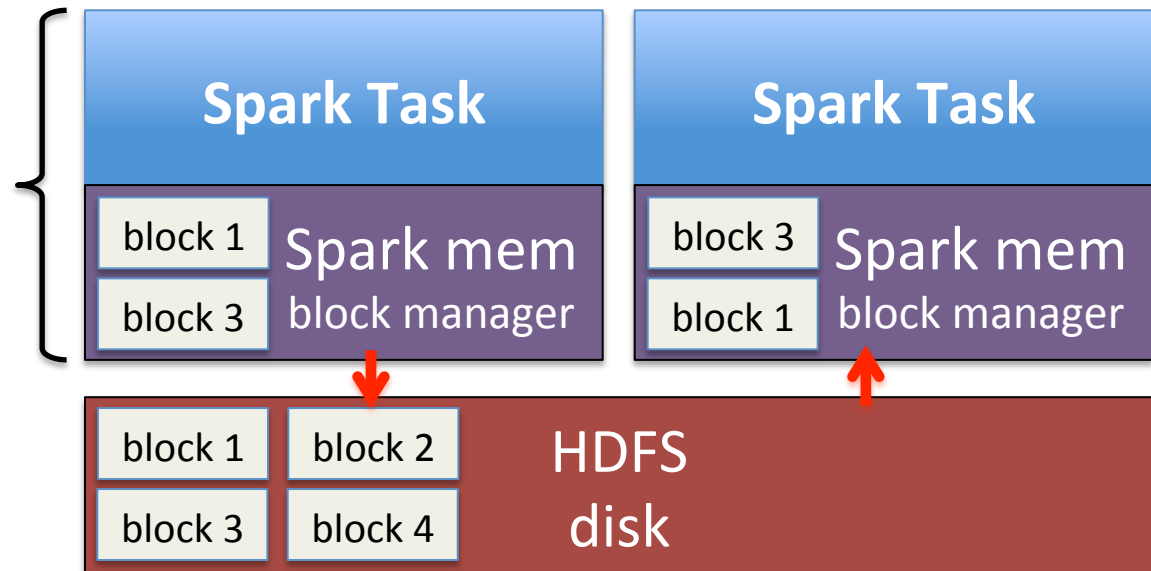 Spark Task
Spark Task
block 1
block 3
Spark mem
block manager
block 3
block 1
Spark mem
block manager
block 1
block 2
block 3
block 4
HDFS
disk